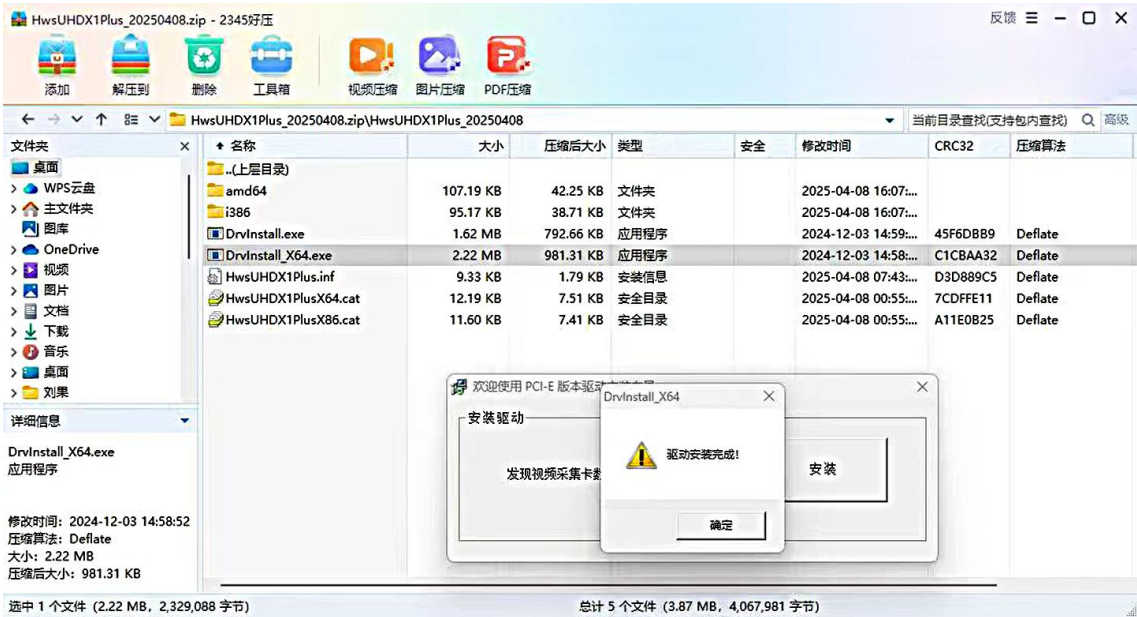 HwsUHDX1Plus_20250408.zip - 2345好压
反馈
添加 解压到 删除 工具箱 视频压缩 图片压缩 PDF压缩
HwsUHDX1Plus_20250408.zip\HwsUHDX1Plus_20250408
当前目录查找(支持包内查找) 高级
文件夹
桌面
WPS云盘
主文件夹
图库
OneDrive
视频
图片
文档
下载
音乐
桌面
刘果
名称 大小 压缩后大小 类型 安全 修改时间 CRC32 压缩算法
..(上层目录)
amd64 107.19 KB 42.25 KB 文件夹 2025-04-08 16:07:...
i386 95.17 KB 38.71 KB 文件夹 2025-04-08 16:07:...
DrvInstall.exe 1.62 MB 792.66 KB 应用程序 2024-12-03 14:59:... 45F6DBB9 Deflate
DrvInstall_X64.exe 2.22 MB 981.31 KB 应用程序 2024-12-03 14:58:... C1CBAA32 Deflate
HwsUHDX1Plus.inf 9.33 KB 1.79 KB 安装信息 2025-04-08 07:43:... D3D889C5 Deflate
HwsUHDX1PlusX64.cat 12.19 KB 7.51 KB 安全目录 2025-04-08 00:55:... 7CDFFE11 Deflate
HwsUHDX1PlusX86.cat 11.60 KB 7.41 KB 安全目录 2025-04-08 00:55:... A11E0B25 Deflate
欢迎使用 PCI-E 版本驱动
安装驱动
发现视频采集卡
安装
DrvInstall_X64
驱动安装完成!
确定
详细信息
DrvInstall_X64.exe
应用程序
修改时间: 2024-12-03 14:58:52
压缩算法: Deflate
大小: 2.22 MB
压缩后大小: 981.31 KB
选中 1 个文件 (2.22 MB, 2,329,088 字节)
总计 5 个文件 (3.87 MB, 4,067,981 字节)